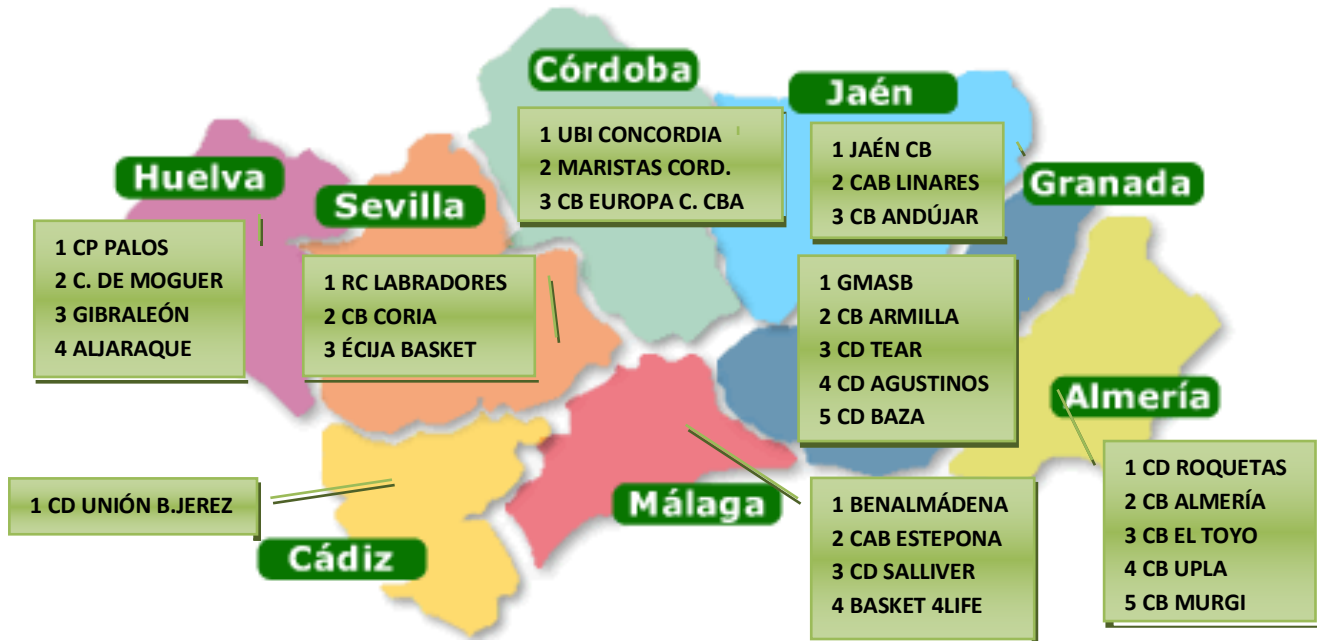 Córdoba
1 UBI CONCORDIA
2 MARISTAS CORD.
3 CB EUROPA C. CBA
Jaén
1 JAÉN CB
2 CAB LINARES
3 CB ANDÚJAR
Huelva
1 CP PALOS
2 C. DE MOGUER
3 GIBRALEÓN
4 ALJARAQUE
Sevilla
1 RC LABRADORES
2 CB CORIA
3 ÉCIJA BASKET
Granada
1 GMASB
2 CB ARMILLA
3 CD TEAR
4 CD AGUSTINOS
5 CD BAZA
Almería
1 CD ROQUETAS
2 CB ALMERÍA
3 CB EL TOYO
4 CB UPLA
5 CB MURGI
Málaga
1 BENALMÁDENA
2 CAB ESTEPONA
3 CD SALLIVER
4 BASKET 4LIFE
1 CD UNIÓN B.JEREZ
Cádiz